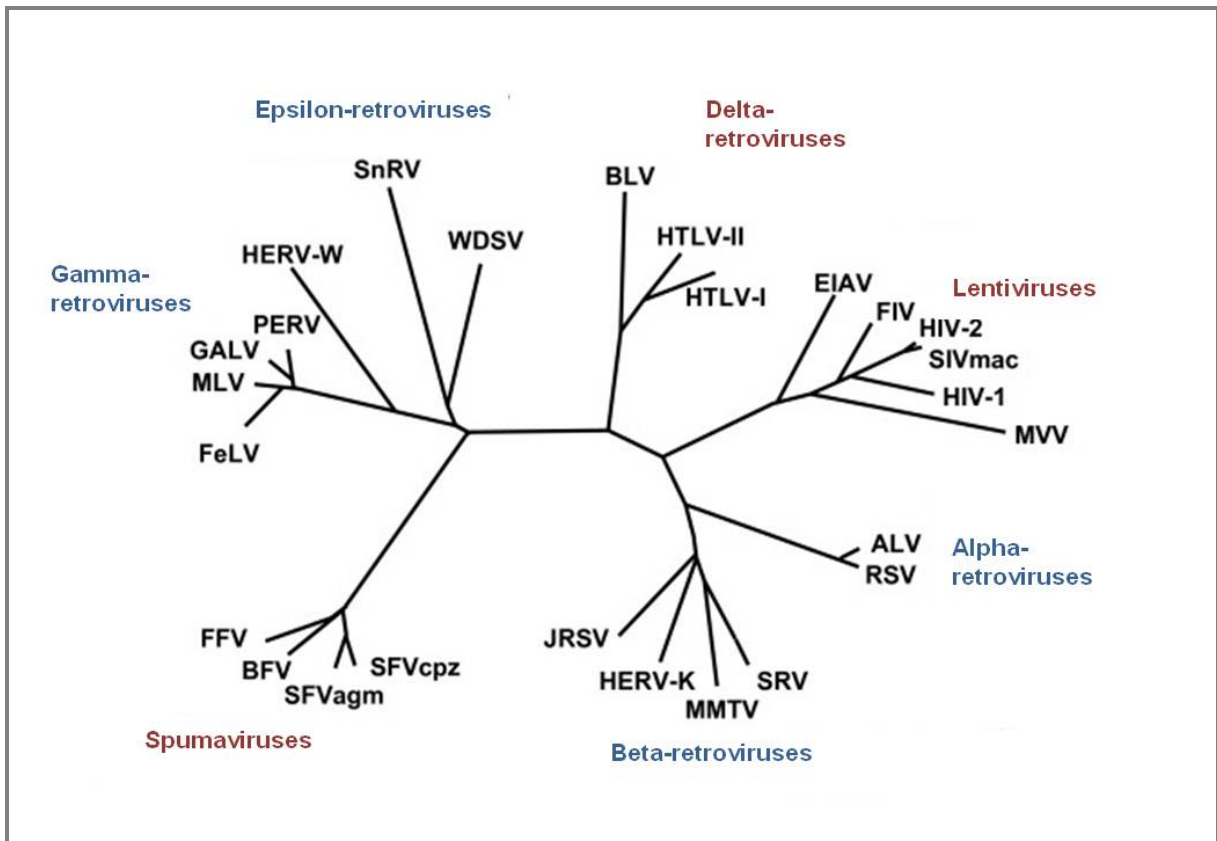 Epsilon-retroviruses
Delta-
retroviruses
SnRV
BLV
WDSV
HTLV-II
HERV-W
HTLV-I
Gamma-
retroviruses
EIAV
Lentiviruses
FIV
HIV-2
SIVmac
HIV-1
MVV
PERV
GALV
MLV
FeLV
ALV
RSV
Alpha-
retroviruses
FFV
BFV
SFVagm
SFVcpz
Spumaviruses
JRSV
HERV-K
MMTV
SRV
Beta-retroviruses